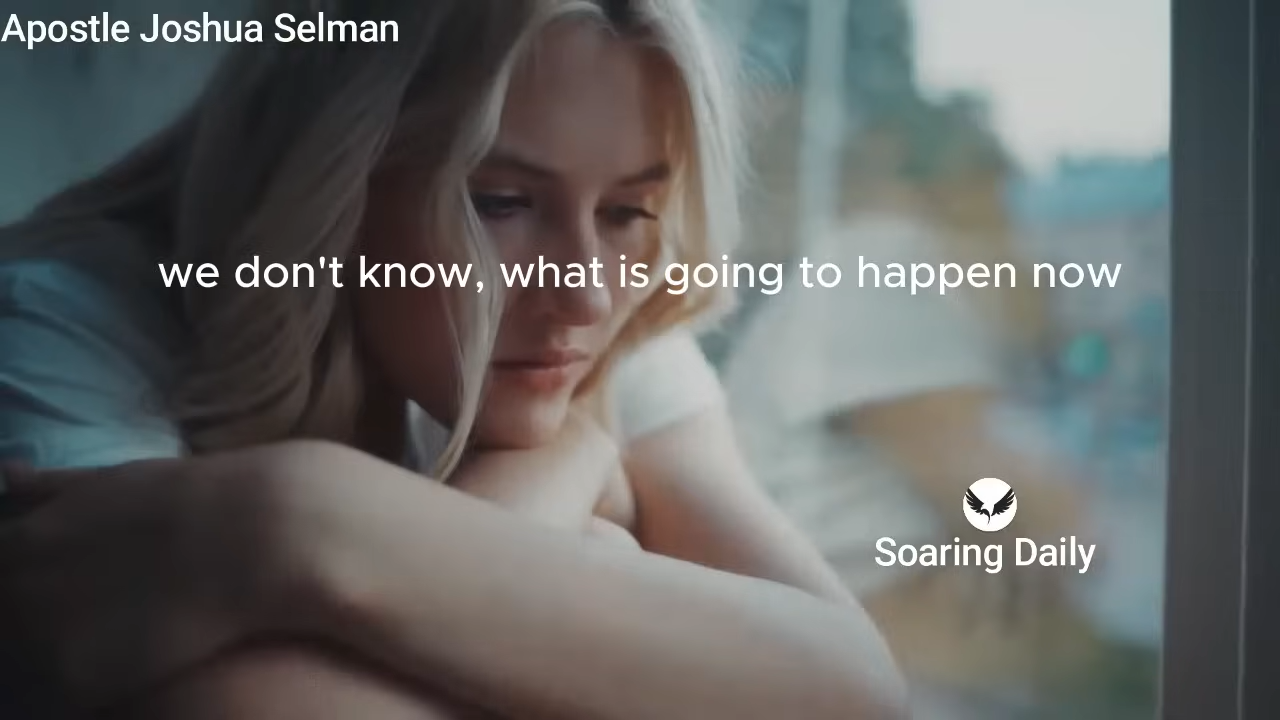 Apostle Joshua Selman
we don't know, what is going to happen now
Soaring Daily